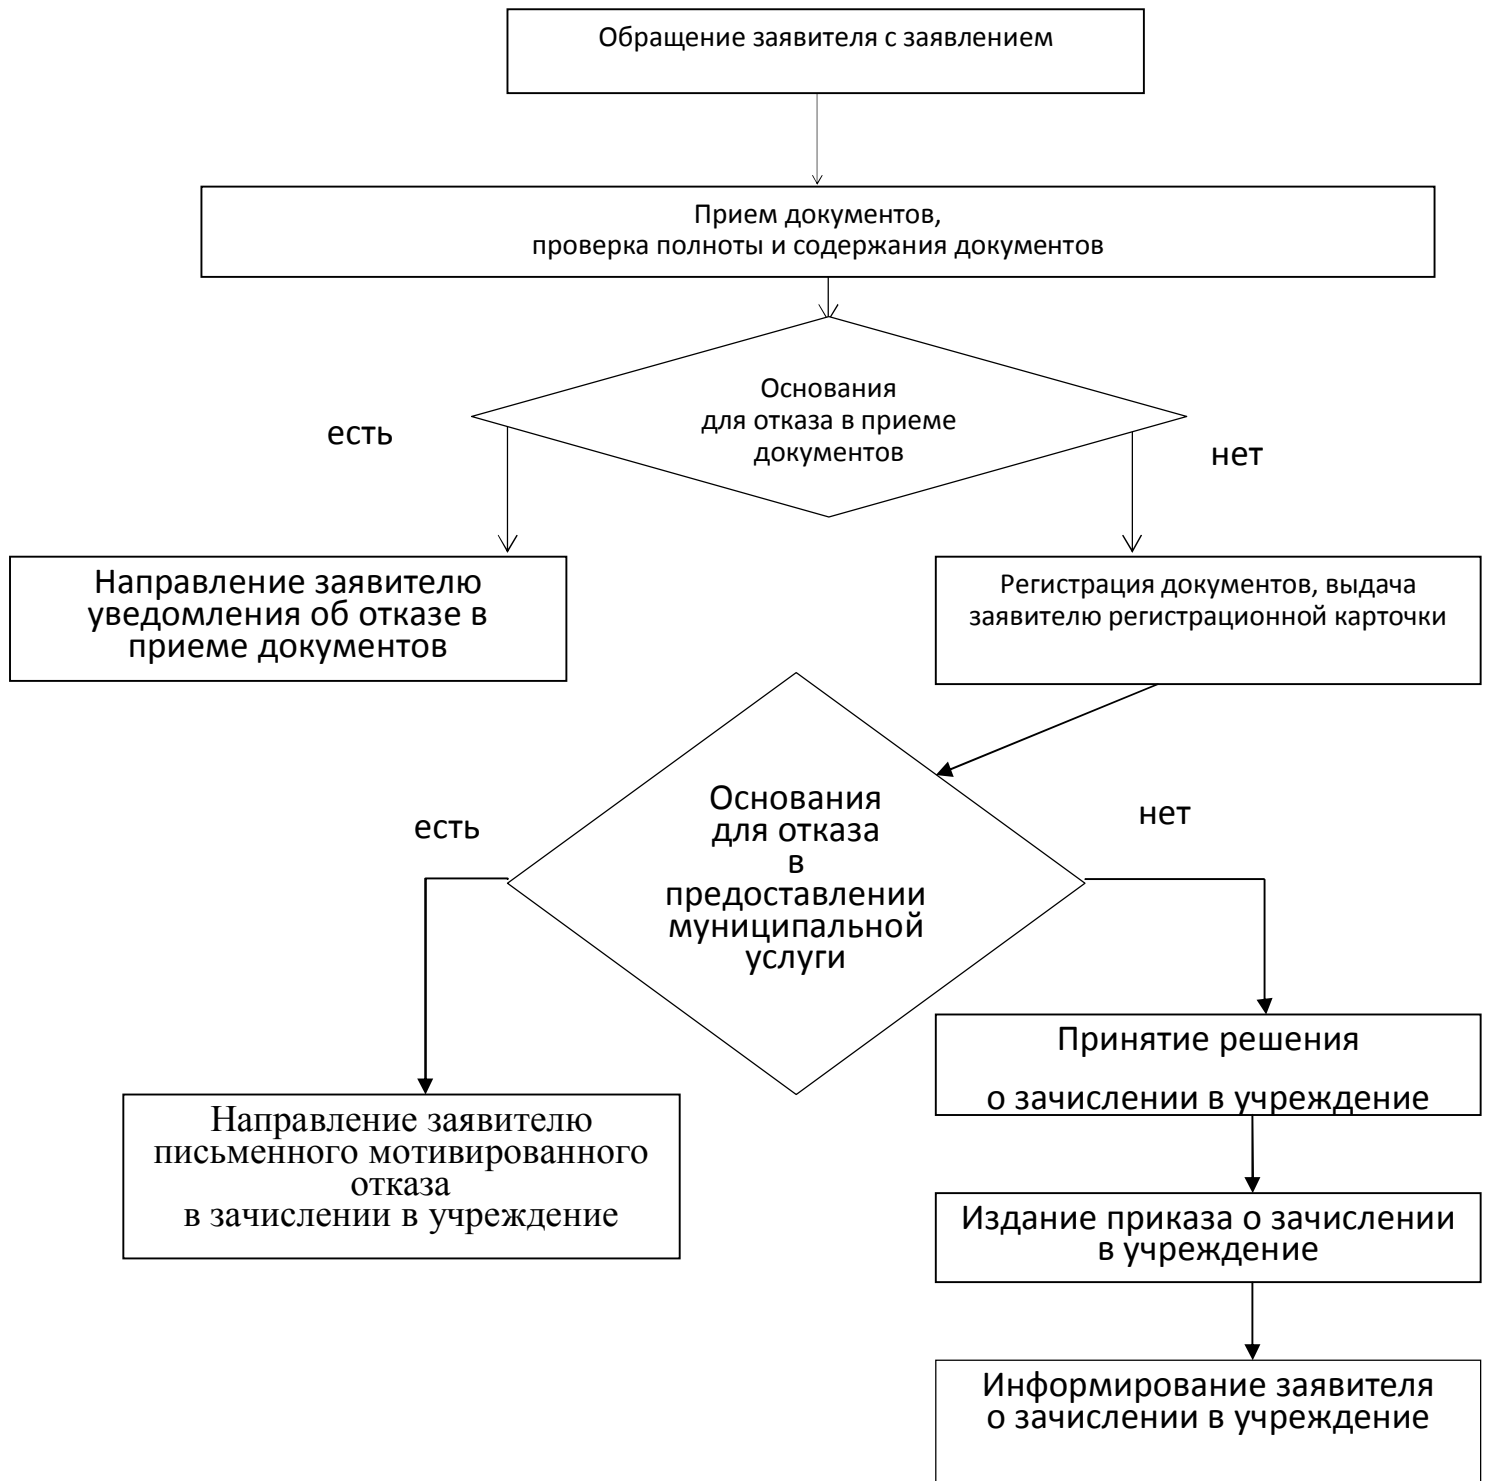 Обращение заявителя с заявлением
Прием документов,
проверка полноты и содержания документов
Основания
для отказа в приеме
документов
есть
нет
Направление заявителю
уведомления об отказе в
приеме документов
Регистрация документов, выдача
заявителю регистрационной карточки
Основания
для отказа
в
предоставлении
муниципальной
услуги
есть
нет
Принятие решения
о зачислении в учреждение
Направление заявителю
письменного мотивированного
отказа
в зачислении в учреждение
Издание приказа о зачислении
в учреждение
Информирование заявителя
о зачислении в учреждение